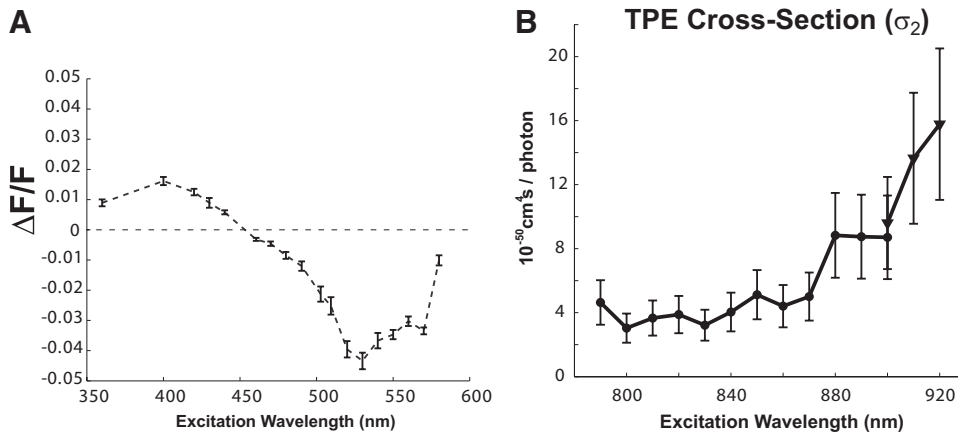 A
0.05
0.04
0.03
0.02
0.01
0
-0.01
-0.02
-0.03
-0.04
-0.05
ΔF/F
350 400 450 500 550 600
Excitation Wavelength (nm)
B
TPE Cross-Section (σ₂)
20
16
12
8
4
0
10⁻⁵⁰cm⁴s / photon
800 840 880 920
Excitation Wavelength (nm)